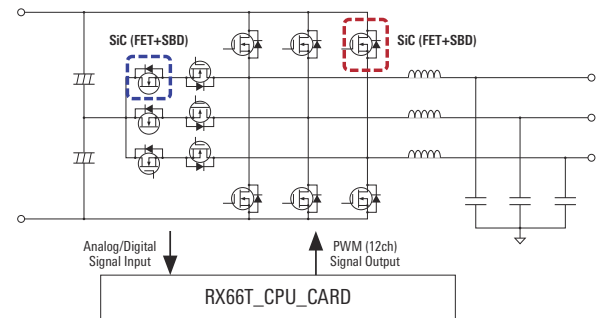 SiC (FET+SBD)
SiC (FET+SBD)
Analog/Digital
Signal Input
PWM (12ch)
Signal Output
RX66T_CPU_CARD